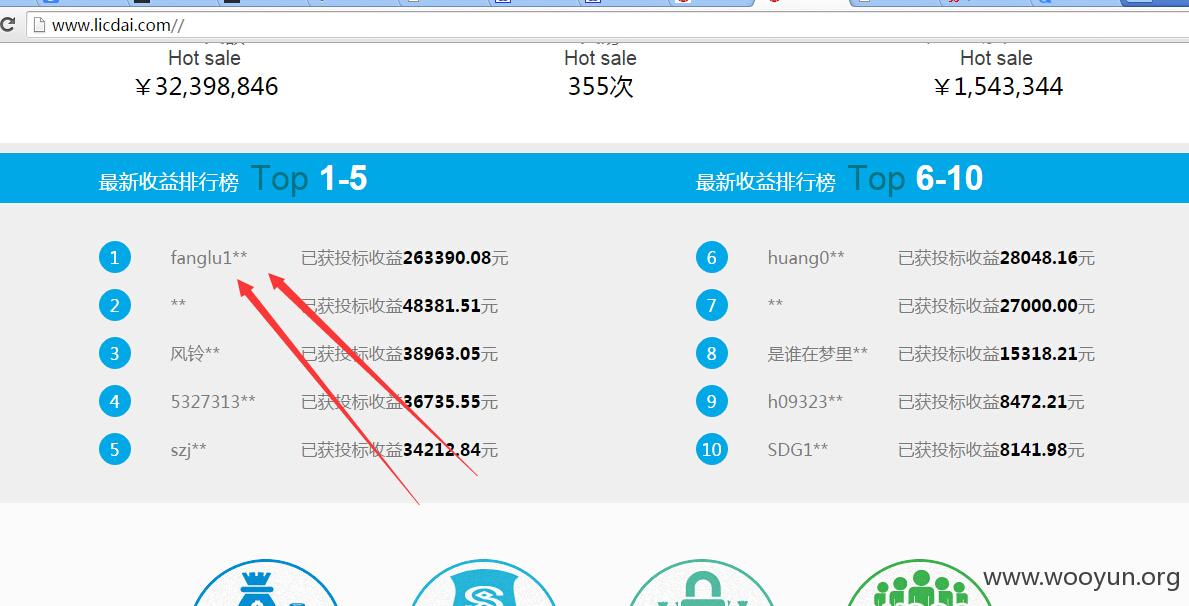 www.licdai.com//
Hot sale
Hot sale
Hot sale
￥32,398,846
355次
￥1,543,344
最新收益排行榜 Top 1-5
最新收益排行榜 Top 6-10
1 fanglu1** 已获投标收益263390.08元
2 ** 已获投标收益48381.51元
3 风铃** 已获投标收益38963.05元
4 5327313** 已获投标收益36735.55元
5 szj** 已获投标收益34212.84元
6 huang0** 已获投标收益28048.16元
7 ** 已获投标收益27000.00元
8 是谁在梦里** 已获投标收益15318.21元
9 h09323** 已获投标收益8472.21元
10 SDG1** 已获投标收益8141.98元
www.wooyun.org